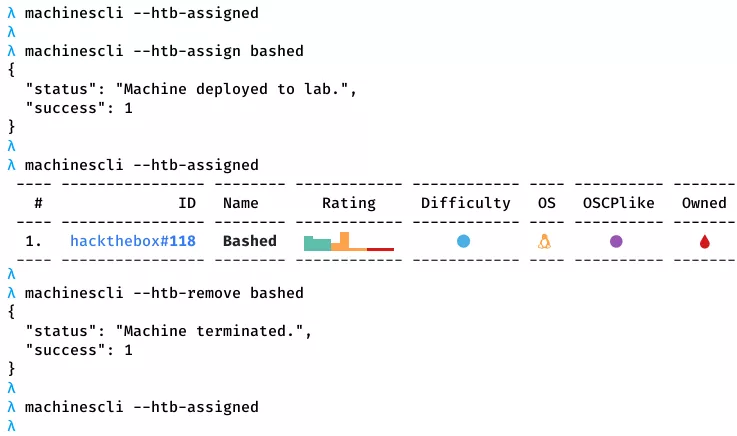 λ machinescli --htb-assigned
λ
λ machinescli --htb-assign bashed
{
  "status": "Machine deployed to lab.",
  "success": 1
}
λ
λ machinescli --htb-assigned
---- ---------------- -------- ------------ ------------ ---- ---------- -------
  #                ID   Name       Rating     Difficulty   OS   OSCPlike   Owned
---- ---------------- -------- ------------ ------------ ---- ---------- -------
 1.   hackthebox#118   Bashed
---- ---------------- -------- ------------ ------------ ---- ---------- -------
λ
λ machinescli --htb-remove bashed
{
  "status": "Machine terminated.",
  "success": 1
}
λ
λ machinescli --htb-assigned
λ